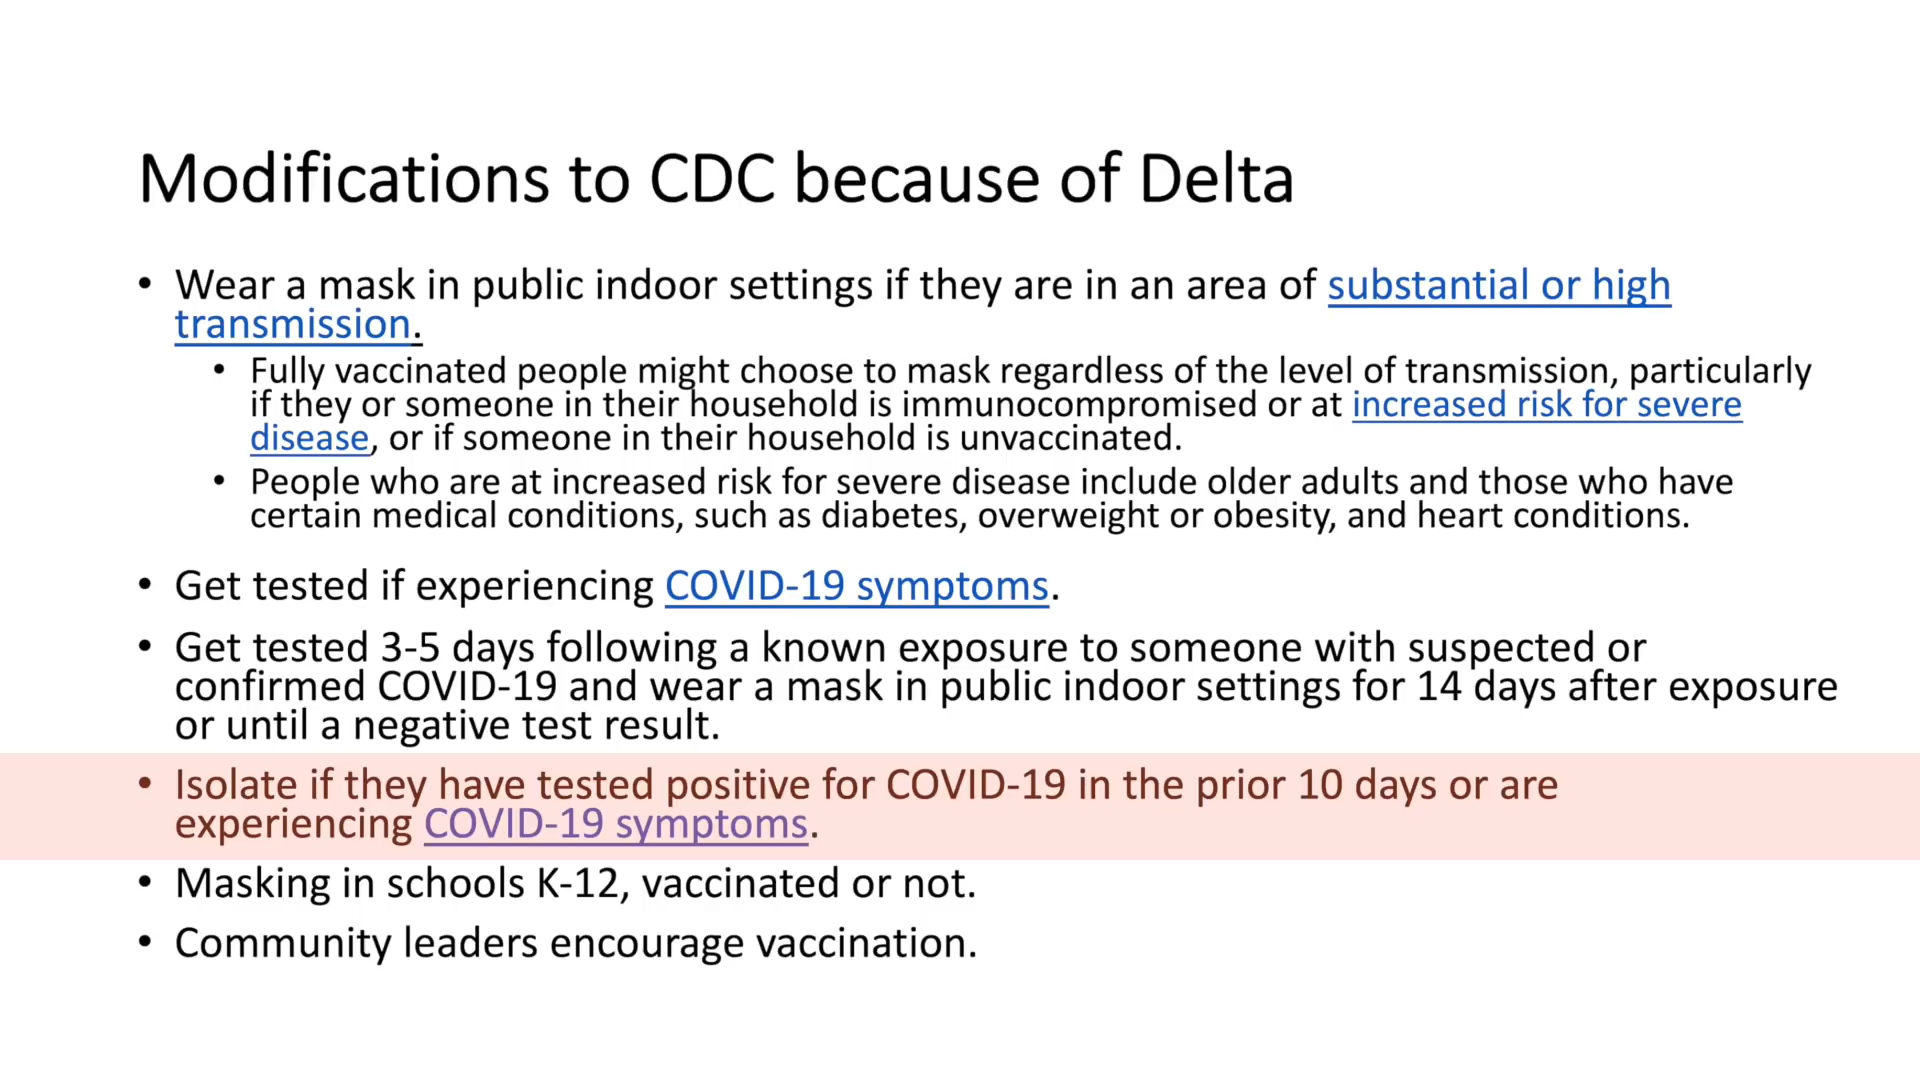 Modifications to CDC because of Delta
• Wear a mask in public indoor settings if they are in an area of substantial or high
transmission.
• Fully vaccinated people might choose to mask regardless of the level of transmission, particularly
if they or someone in their household is immunocompromised or at increased risk for severe
disease, or if someone in their household is unvaccinated.
• People who are at increased risk for severe disease include older adults and those who have
certain medical conditions, such as diabetes, overweight or obesity, and heart conditions.
• Get tested if experiencing COVID-19 symptoms.
• Get tested 3-5 days following a known exposure to someone with suspected or
confirmed COVID-19 and wear a mask in public indoor settings for 14 days after exposure
or until a negative test result.
• Isolate if they have tested positive for COVID-19 in the prior 10 days or are
experiencing COVID-19 symptoms.
• Masking in schools K-12, vaccinated or not.
• Community leaders encourage vaccination.